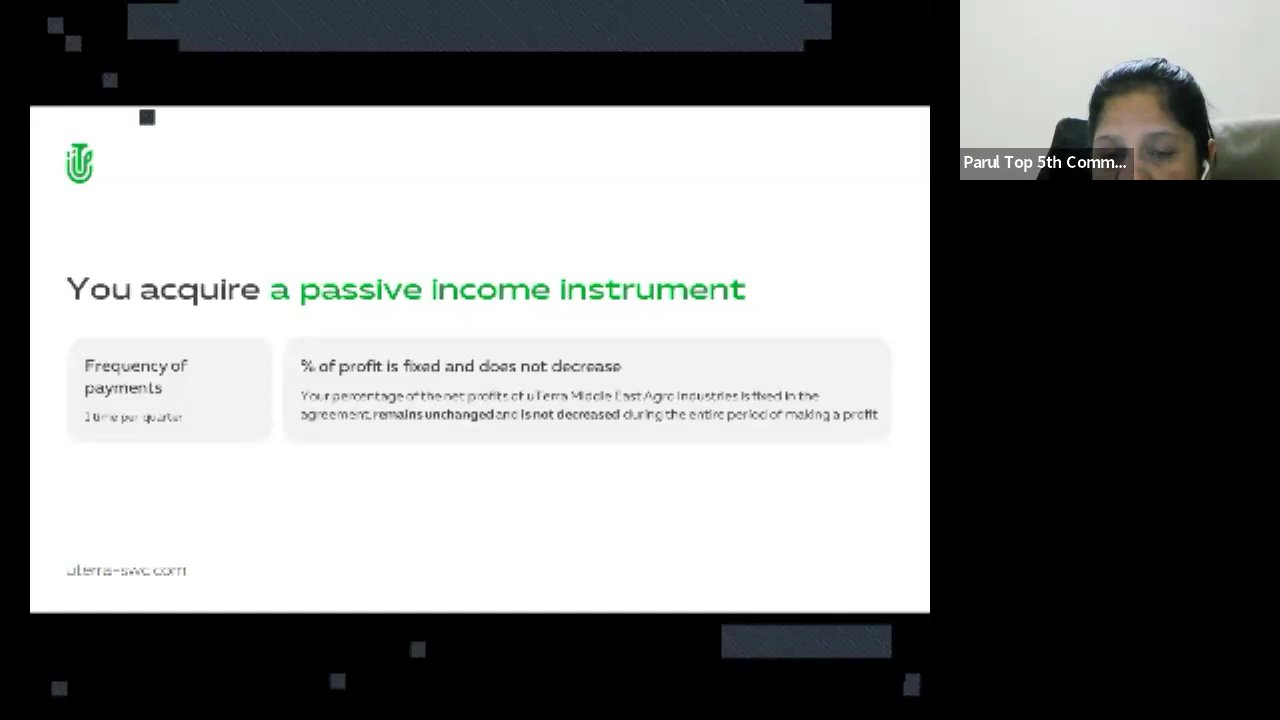 You acquire a passive income instrument
Frequency of
payments
1 time per quarter
% of profit is fixed and does not decrease
Your percentage of the net profits of uTerra Middle East Agro Industries is fixed in the
agreement, remains unchanged and is not decreased during the entire period of making a profit
uterra-swc.com
Parul Top 5th Comm...